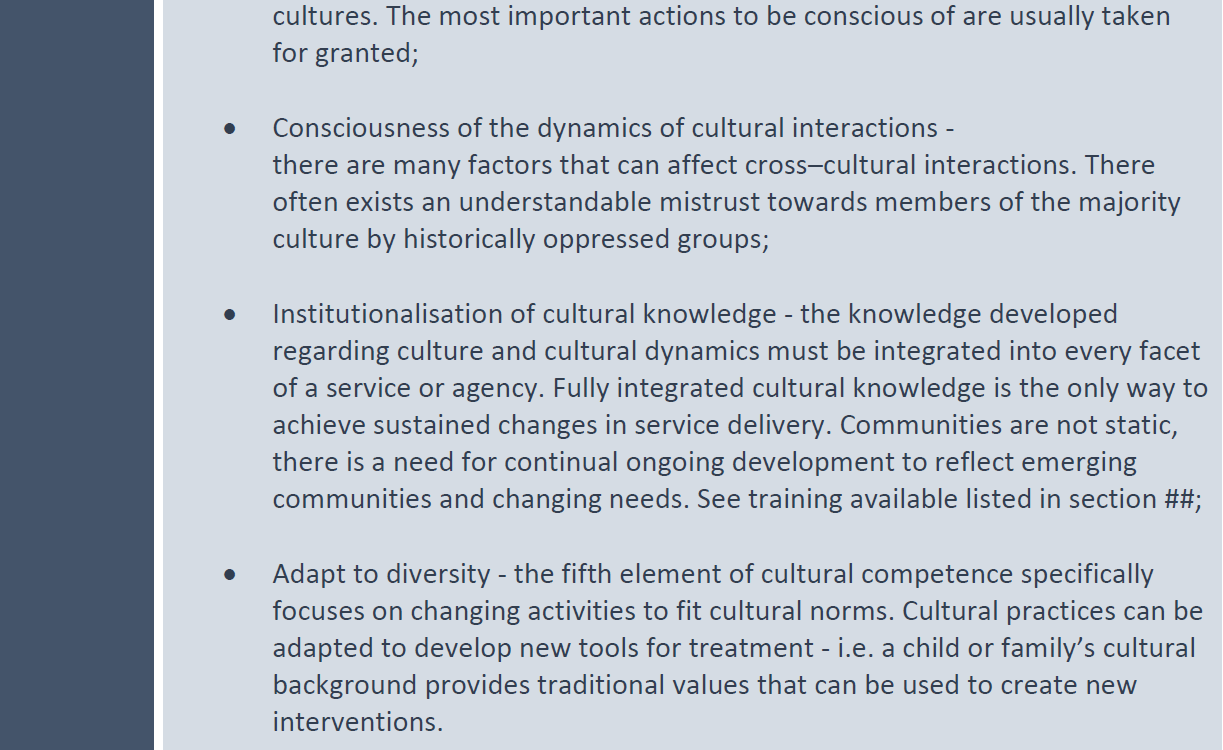 cultures. The most important actions to be conscious of are usually taken
for granted;
• Consciousness of the dynamics of cultural interactions -
there are many factors that can affect cross–cultural interactions. There
often exists an understandable mistrust towards members of the majority
culture by historically oppressed groups;
• Institutionalisation of cultural knowledge - the knowledge developed
regarding culture and cultural dynamics must be integrated into every facet
of a service or agency. Fully integrated cultural knowledge is the only way to
achieve sustained changes in service delivery. Communities are not static,
there is a need for continual ongoing development to reflect emerging
communities and changing needs. See training available listed in section ##;
• Adapt to diversity - the fifth element of cultural competence specifically
focuses on changing activities to fit cultural norms. Cultural practices can be
adapted to develop new tools for treatment - i.e. a child or family’s cultural
background provides traditional values that can be used to create new
interventions.